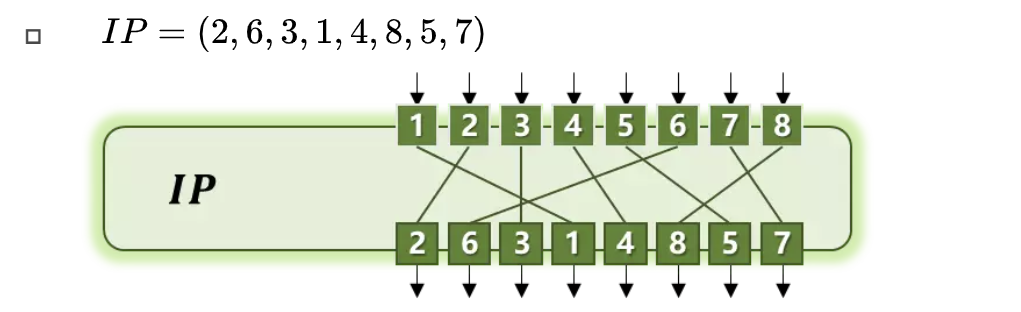 □ IP = (2, 6, 3, 1, 4, 8, 5, 7)
1 2 3 4 5 6 7 8
IP
2 6 3 1 4 8 5 7